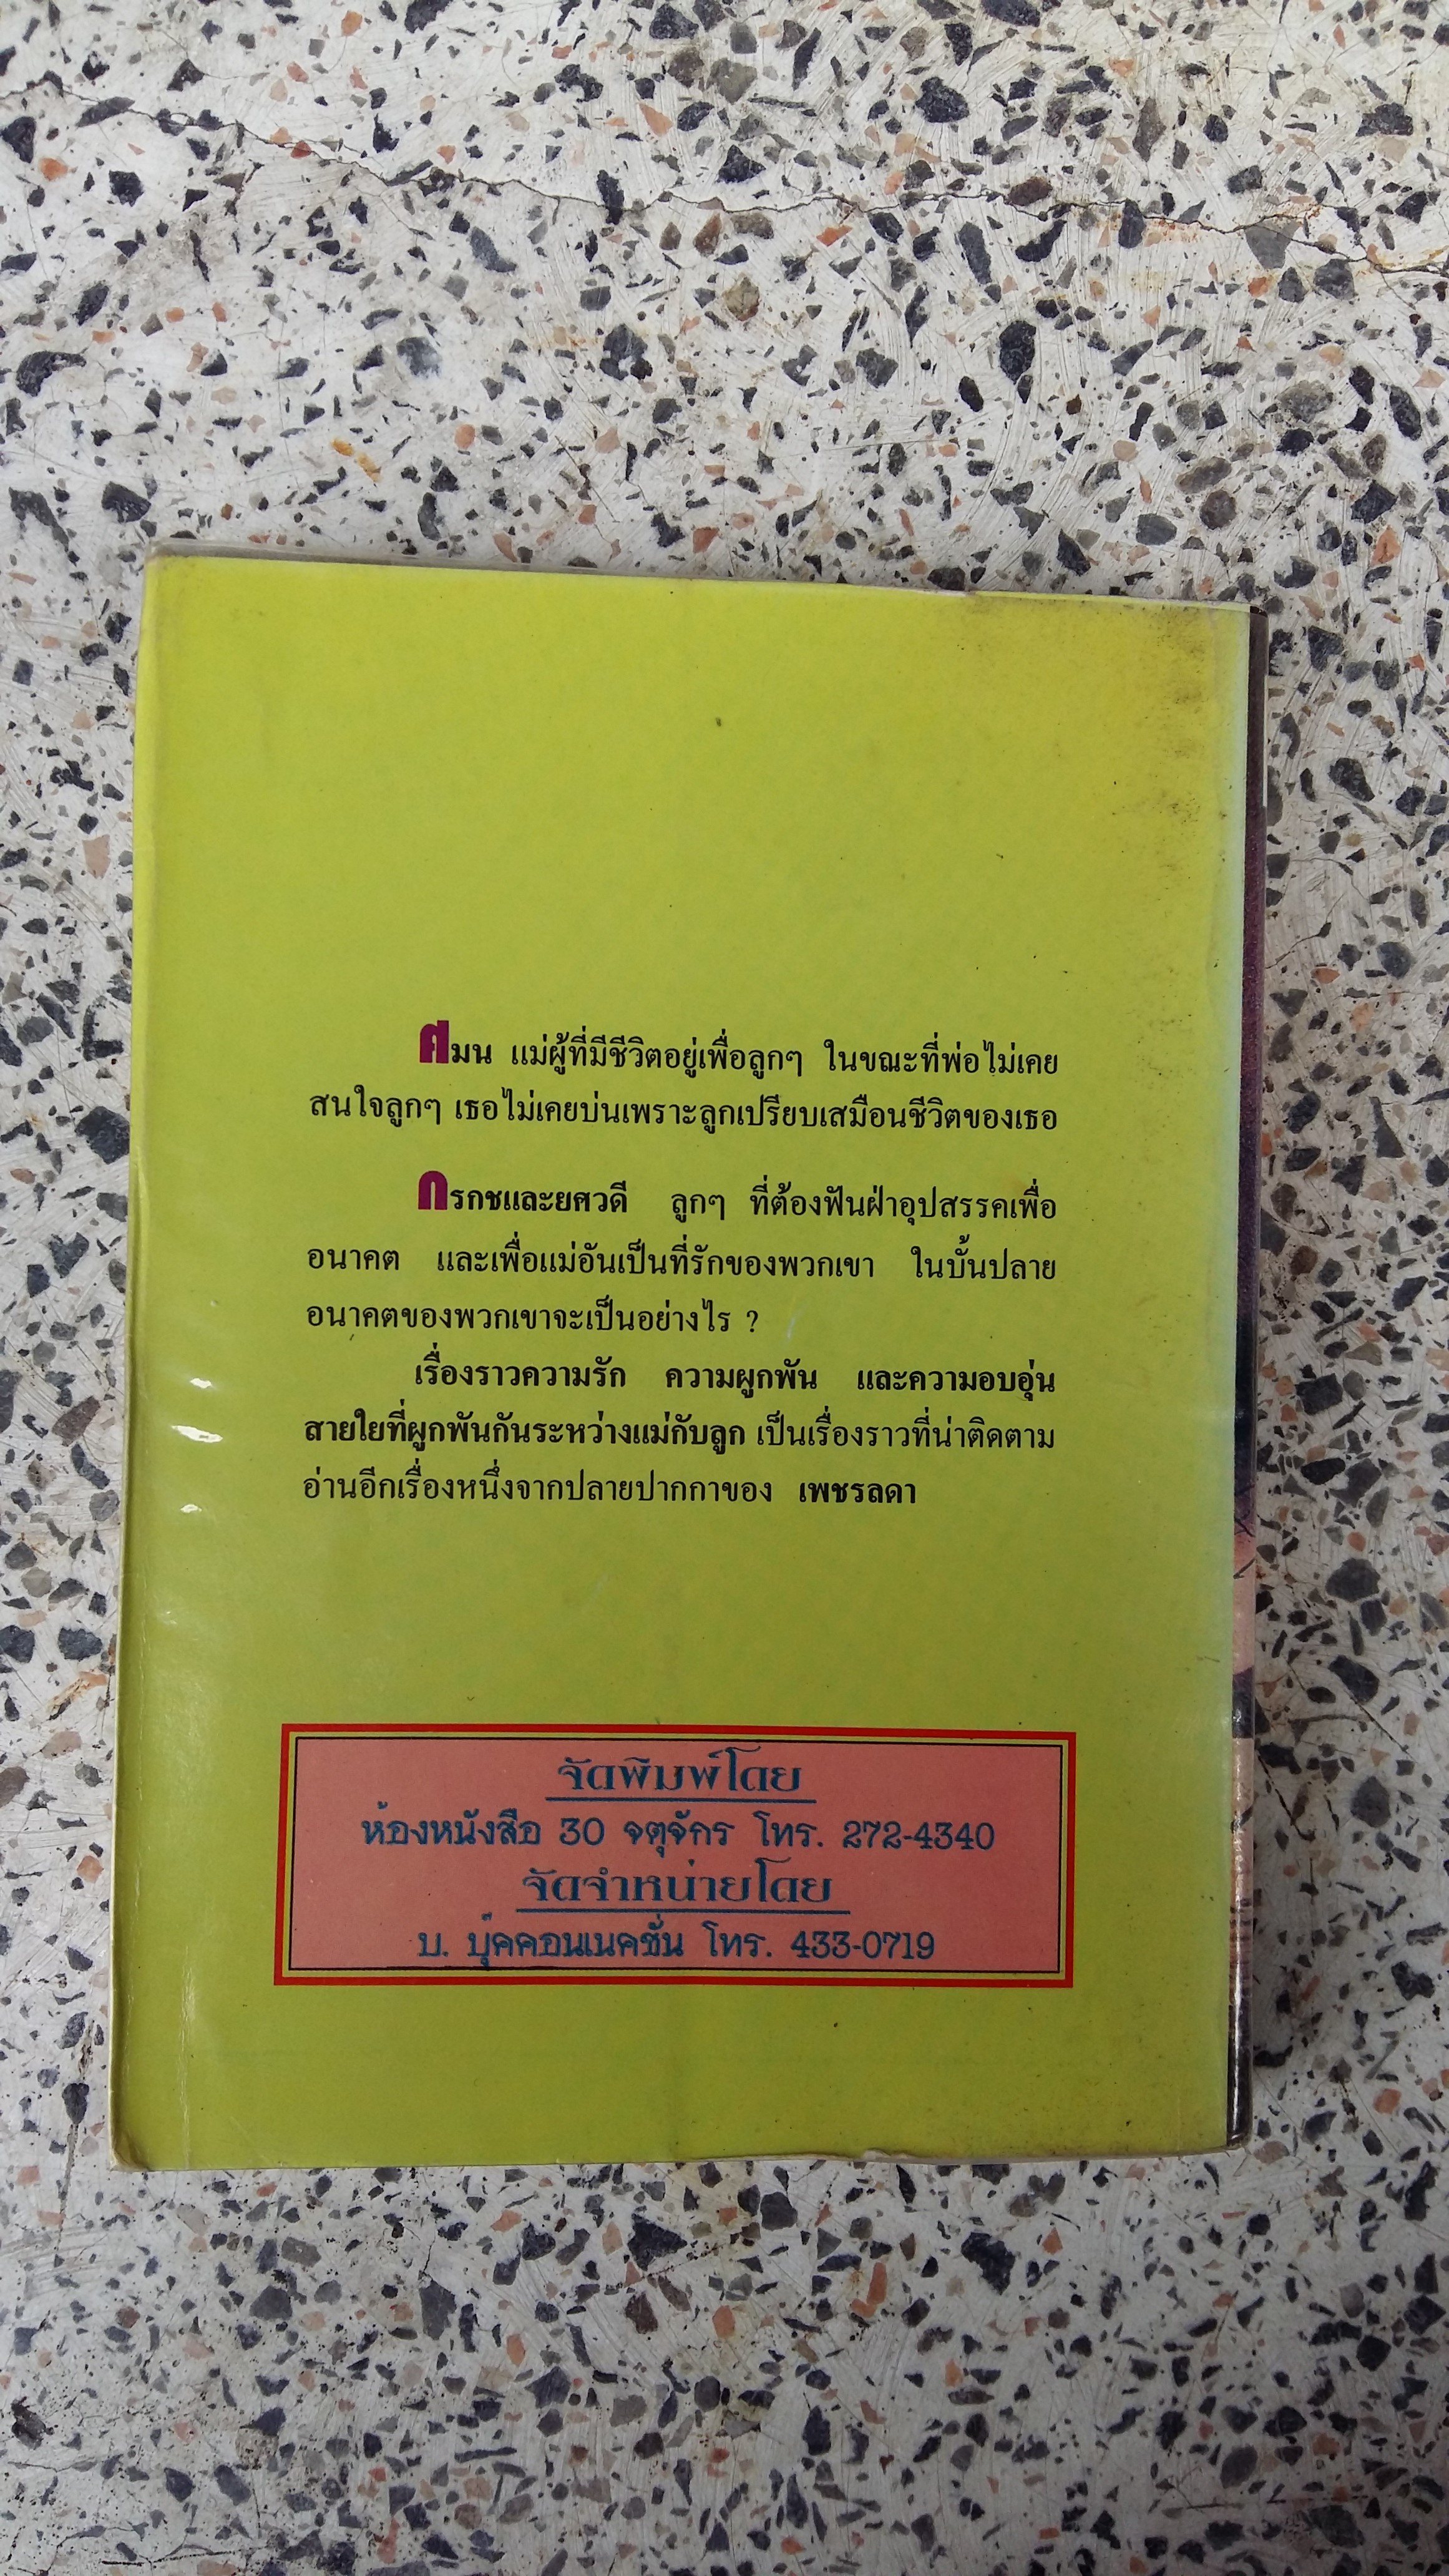 ศมน แม่ผู้ที่มีชีวิตอยู่เพื่อลูกๆ ในขณะที่พ่อไม่เคย
สนใจลูกๆ เธอไม่เคยบ่นเพราะลูกเปรียบเสมือนชีวิตของเธอ
กรกชและยศวดี ลูกๆ ที่ต้องฟันฝ่าอุปสรรคเพื่อ
อนาคต และเพื่อแม่อันเป็นที่รักของพวกเขา ในบั้นปลาย
อนาคตของพวกเขาจะเป็นอย่างไร ?
เรื่องราวความรัก ความผูกพัน และความอบอุ่น
สายใยที่ผูกพันกันระหว่างแม่กับลูก เป็นเรื่องราวที่น่าติดตาม
อ่านอีกเรื่องหนึ่งจากปลายปากกาของ เพชรลดา
จัดพิมพ์โดย
ห้องหนังสือ 30 จตุจักร โทร. 272-4340
จัดจำหน่ายโดย
บ. บุ๊คคอนเนคชั่น โทร. 433-0719